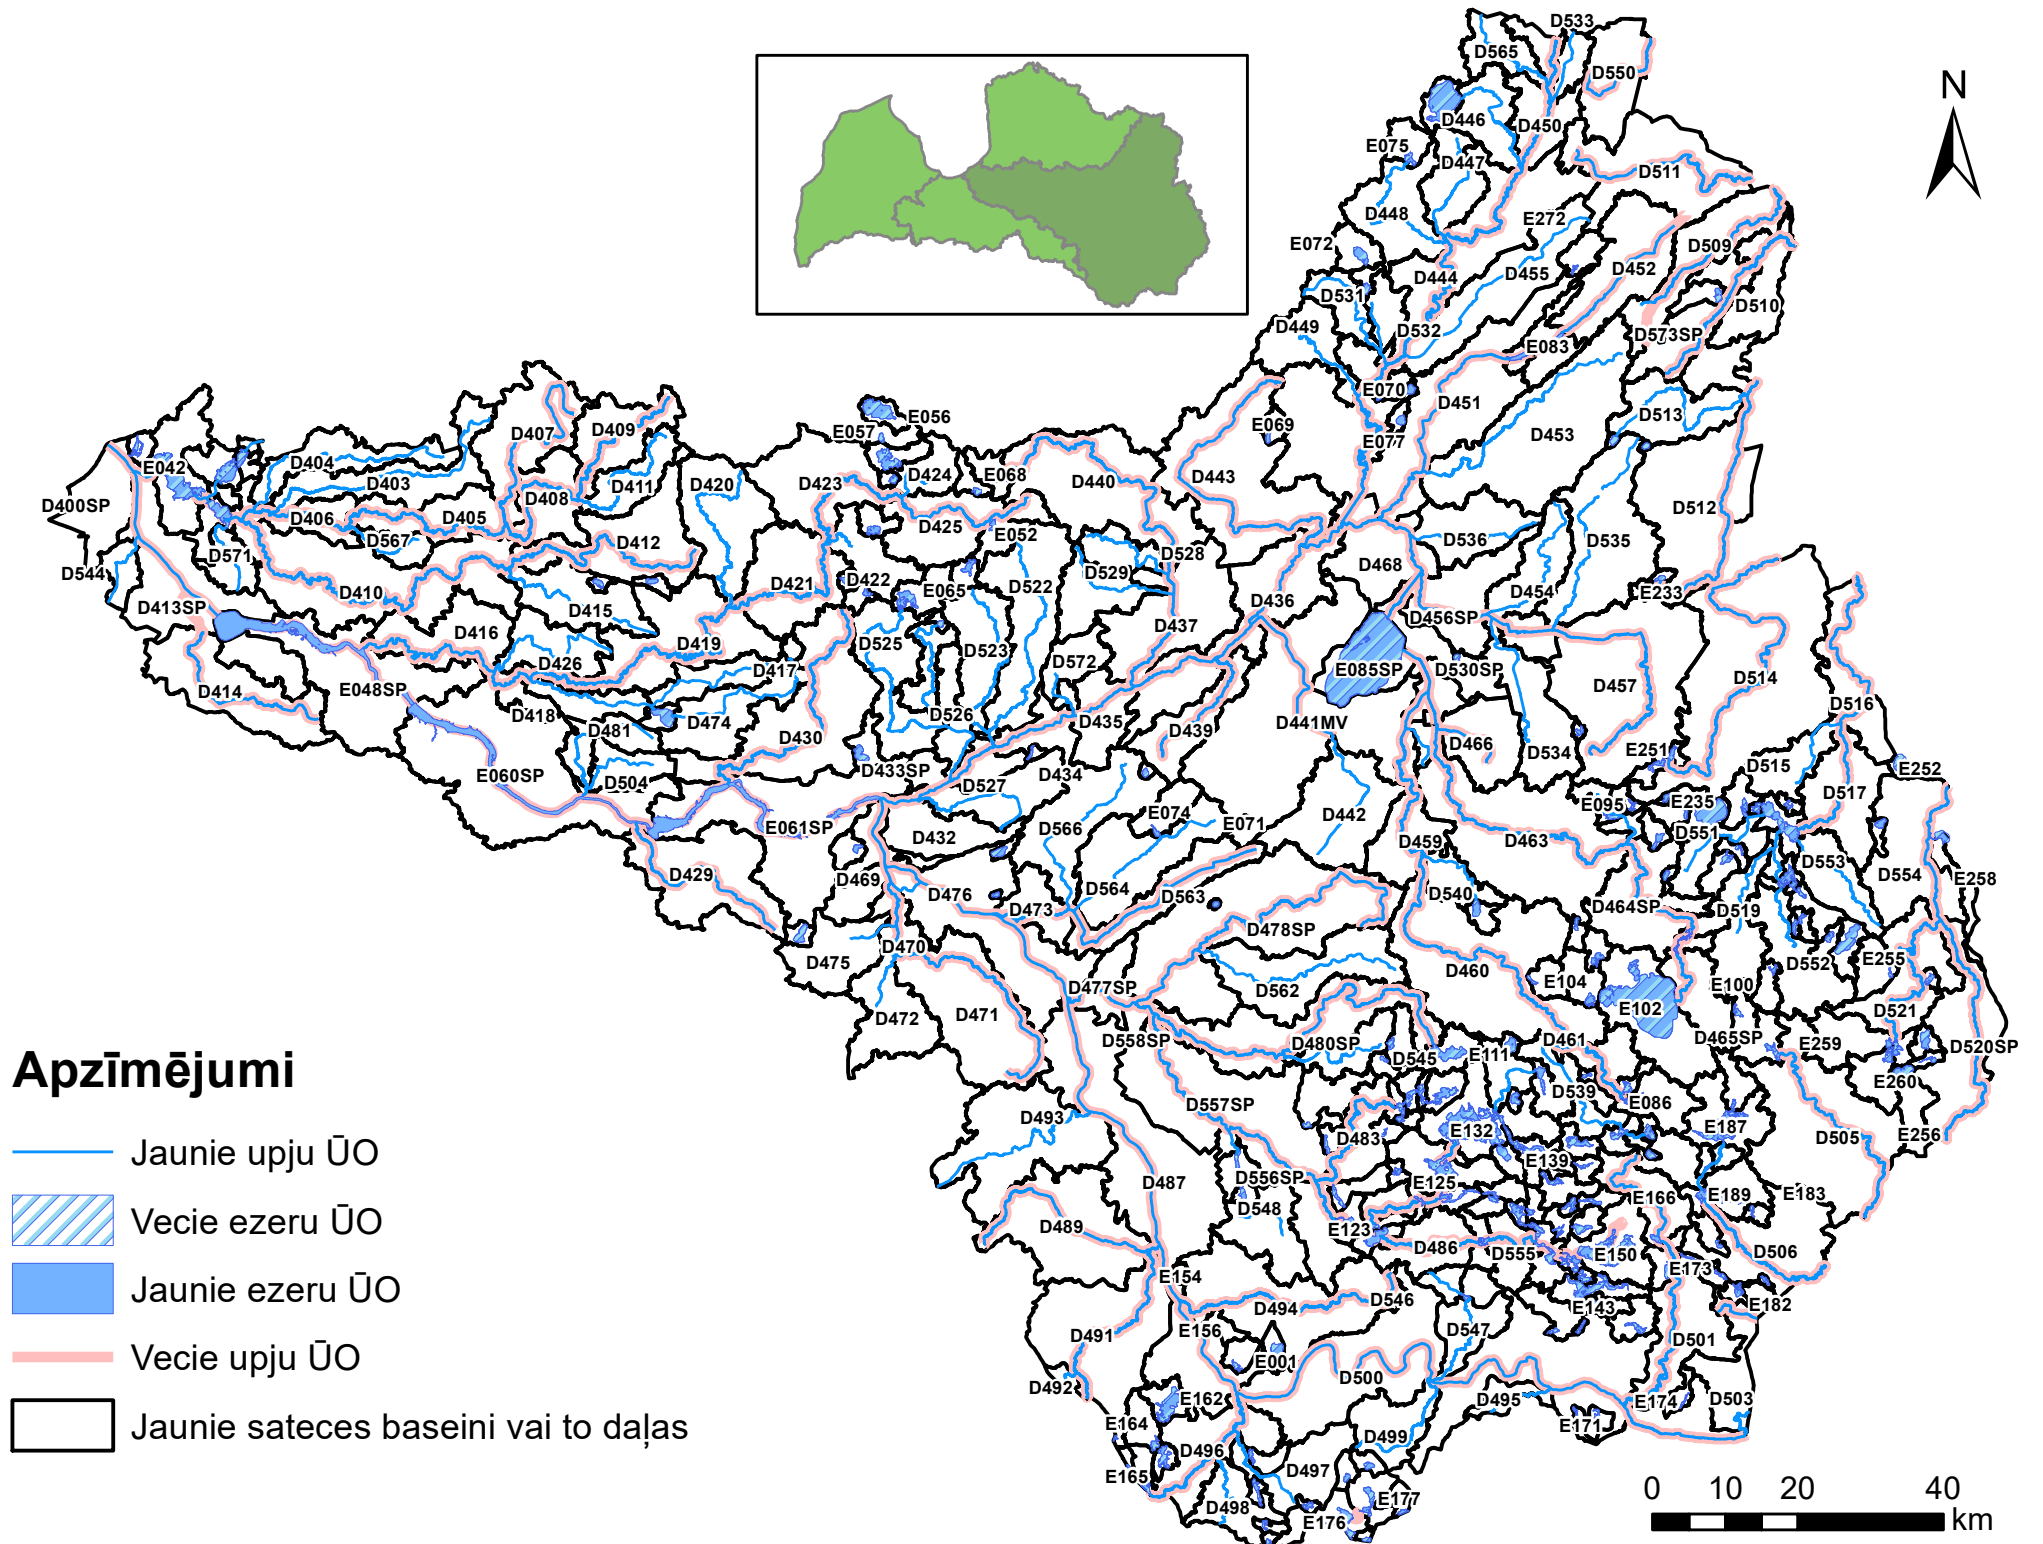 D533
D565
D550
N
D446
D450
E075
D447
D511
D448
E272
E072
D509
D444
D455
D452
D531
D510
D449
D532
D573SP
E083
E070
D451
E056
D513
E057
D407
D409
E069
D453
E077
E042
D404
D424
E068
D440
D443
D403
D411
D420
D423
D408
D400SP
D406
D405
D425
D512
D567
D412
E052
D536
D535
D571
D528
D468
D544
D529
D421
D422
D522
E065
D454
E233
D410
D436
D413SP
D415
D456SP
D416
D437
D525
D419
D523
D426
D572
E085SP
D530SP
D417
D457
D514
E048SP
D414
D516
D418
D526
D435
D441MV
D474
D481
D439
D430
D466
D534
E251
D433SP
D434
D515
E252
E060SP
D504
D527
D517
E095
E235
E074
D442
E061SP
D566
E071
D551
D432
D459
D463
D553
D429
D469
D554
E258
D564
D476
D563
D540
D473
D464SP
D519
D478SP
D470
D475
D460
D552
E255
E104
E100
D477SP
D562
E102
D521
D472
D471
D558SP
D480SP
D461
D465SP
E259
D520SP
D545
E111
E260
D539
E086
D557SP
D493
E132
D483
E187
D505
E256
E139
D556SP
E125
D487
E166
E189
E183
D548
D489
E123
D486
D555
E150
D506
E173
E154
D494
D546
E143
E182
E156
D491
D547
D501
E001
D500
D492
E162
D495
E174
D503
E164
E171
D499
D496
E165
D497
D498
E177
E176
Apzīmējumi
Jaunie upju ŪO
Vecie ezeru ŪO
Jaunie ezeru ŪO
Vecie upju ŪO
Jaunie sateces baseini vai to daļas
0 10 20 40
km